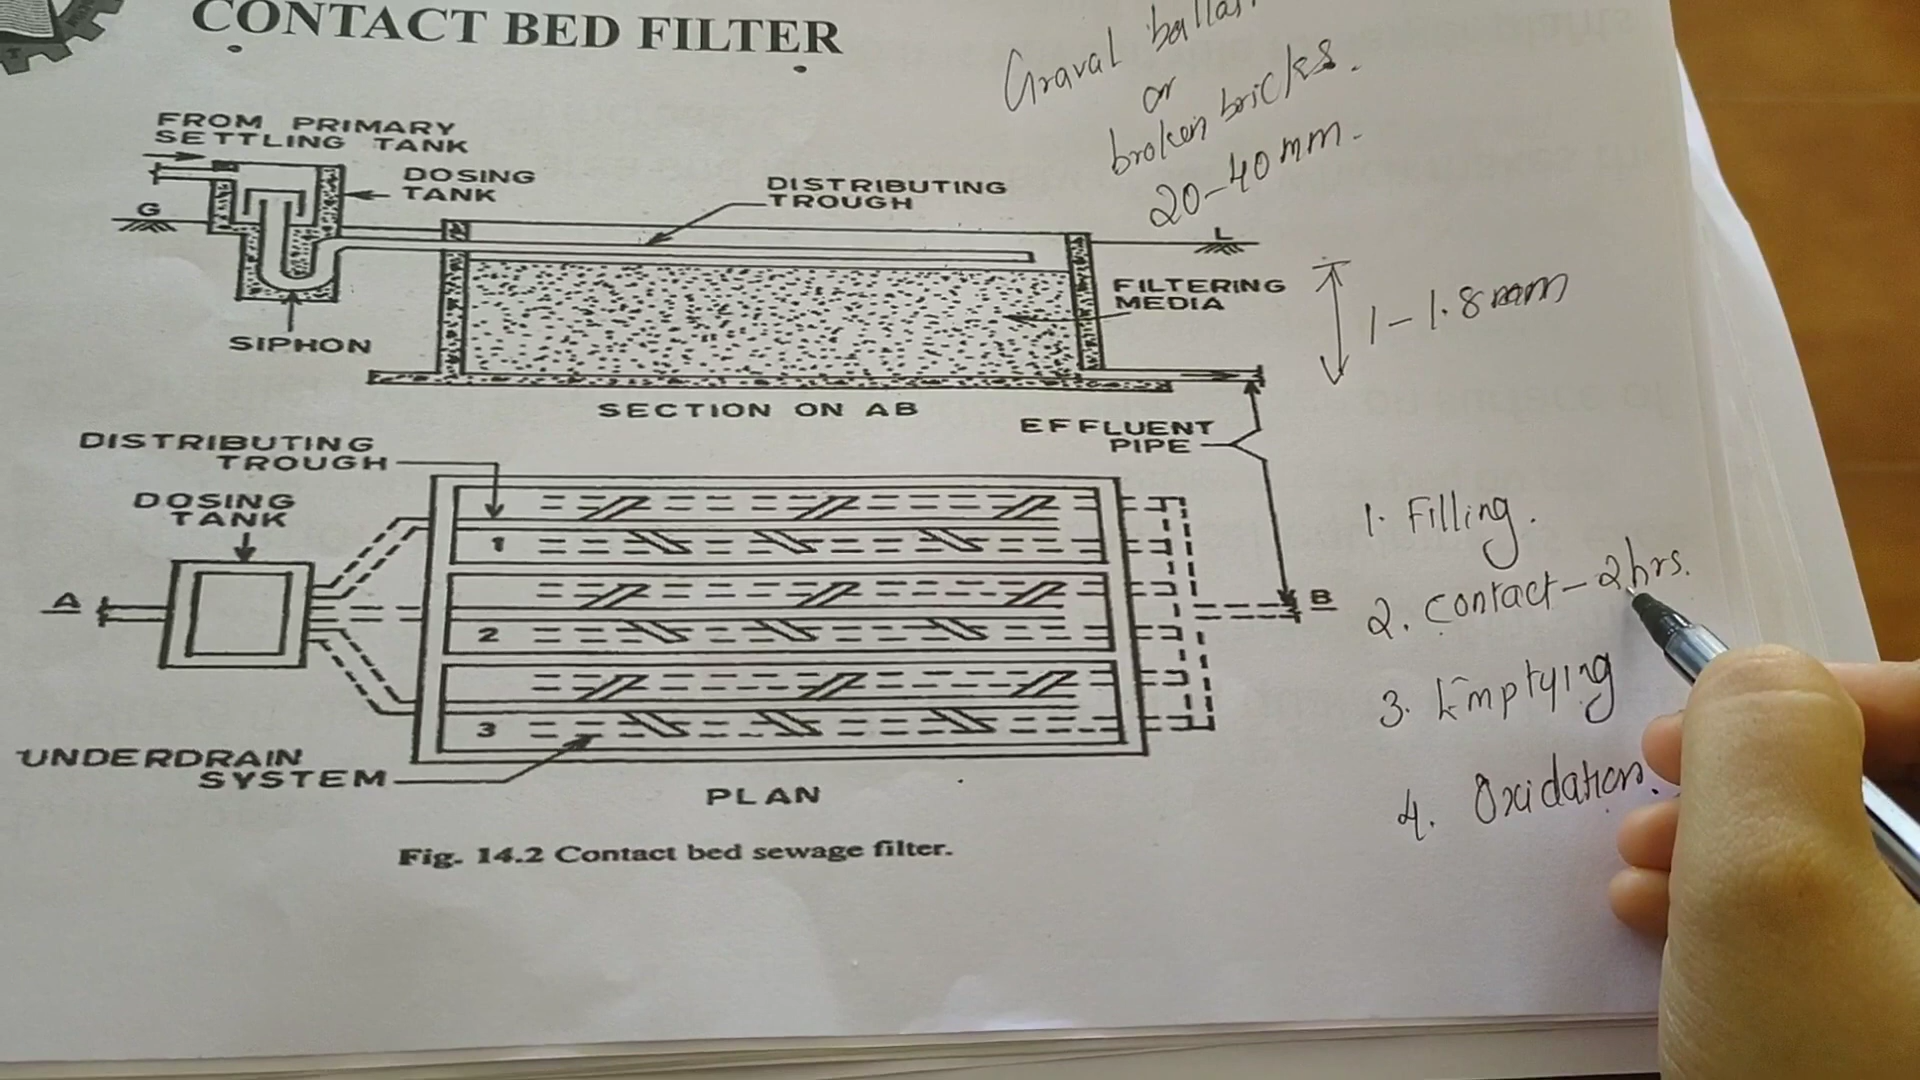 CONTACT BED FILTER
Graval
or
broken bricks.
20-40mm.
FROM PRIMARY
SETTLING TANK
DOSING
TANK
DISTRIBUTING
TROUGH
G
L
FILTERING
MEDIA
1-1.8mm
SIPHON
SECTION ON AB
EFFLUENT
PIPE
DISTRIBUTING
TROUGH
DOSING
TANK
1
2
3
A
B
1. Filling.
2. Contact-2hrs.
3. Emptying
4. Oxidation.
UNDERDRAIN
SYSTEM
PLAN
Fig. 14.2 Contact bed sewage filter.